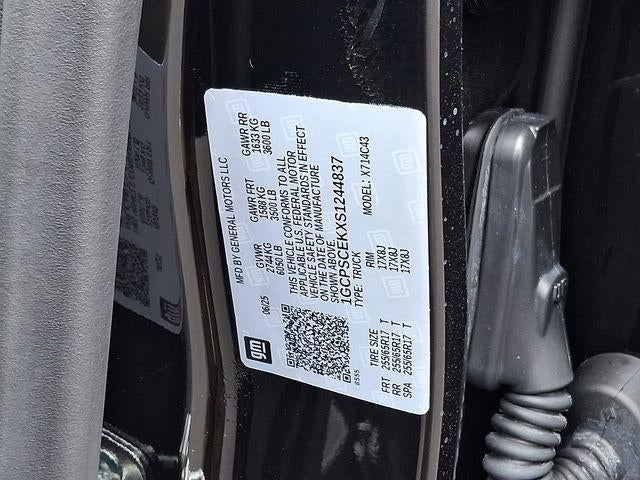 gm
MFD BY GENERAL MOTORS LLC
06/25
GVWR
2744 KG
6050 LB
GAWR FRT
1588 KG
3500 LB
GAWR RR
1633 KG
3600 LB
THIS VEHICLE CONFORMS TO ALL
APPLICABLE U.S. FEDERAL MOTOR
VEHICLE SAFETY STANDARDS IN EFFECT
ON THE DATE OF MANUFACTURE
SHOWN ABOVE.
1GCPSCEKXS1244837
TYPE: TRUCK
MODEL: X714C43
8555
TIRE SIZE
RIM
FRT 255/65R17 T 17X8J
RR 255/65R17 T 17X8J
SPA 255/65R17 T 17X8J